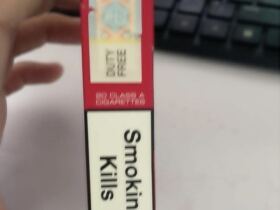 DUTY
FREE
20 CLASS A
CIGARETTES
Smokin
Kills